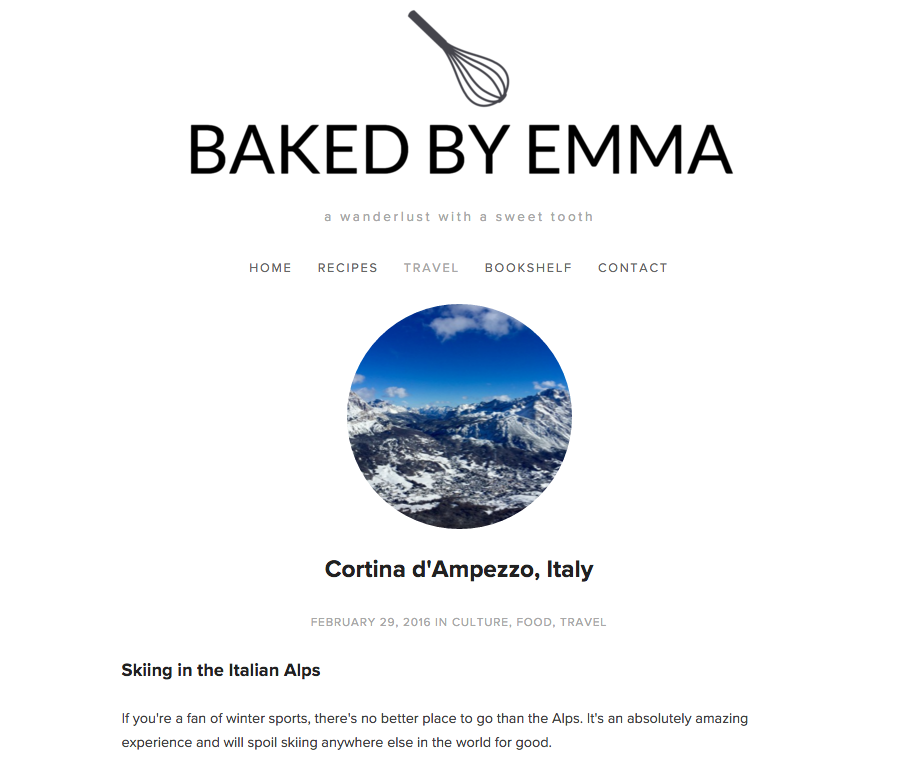 BAKED BY EMMA
a wanderlust with a sweet tooth
HOME RECIPES TRAVEL BOOKSHELF CONTACT
Cortina d'Ampezzo, Italy
FEBRUARY 29, 2016 IN CULTURE, FOOD, TRAVEL
Skiing in the Italian Alps
If you're a fan of winter sports, there's no better place to go than the Alps. It's an absolutely amazing
experience and will spoil skiing anywhere else in the world for good.